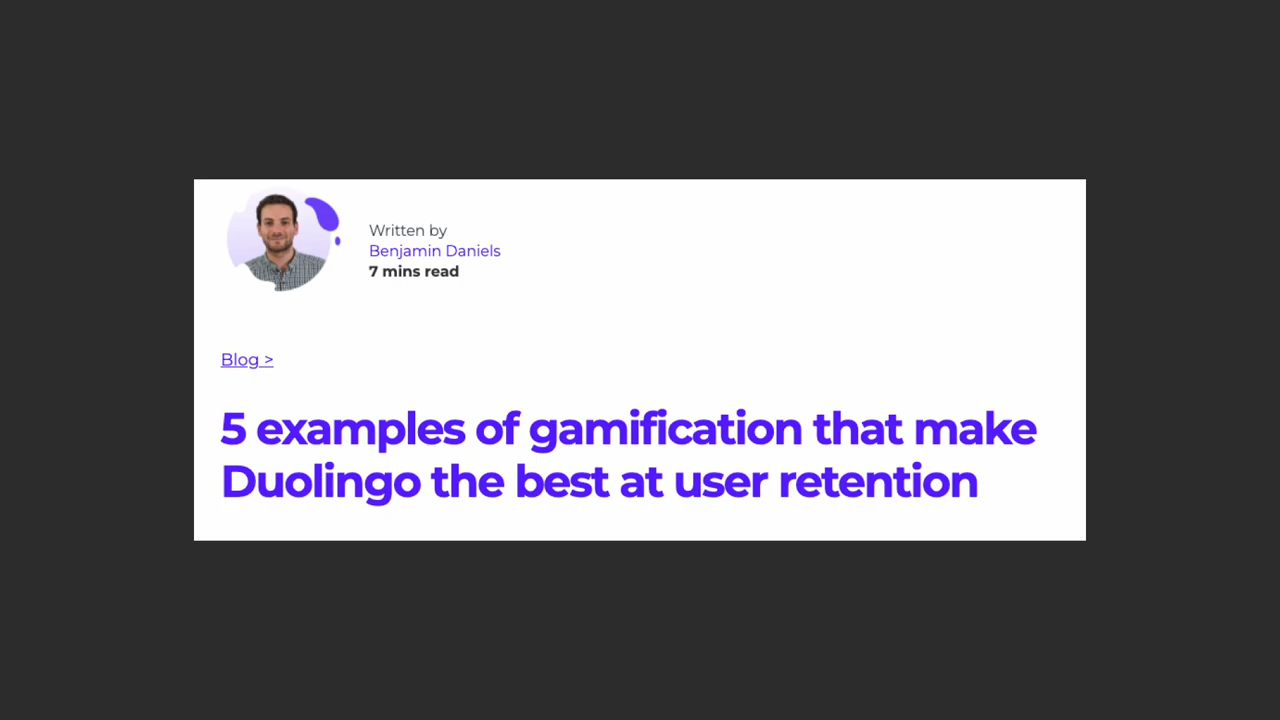 Written by
Benjamin Daniels
7 mins read
Blog >
5 examples of gamification that make
Duolingo the best at user retention